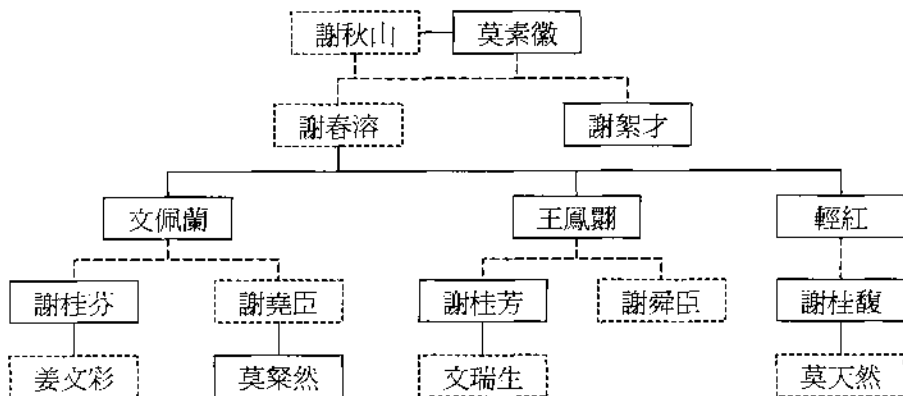 謝秋山 莫素徽
謝春溶 謝絮才
文佩蘭 王鳳翾 輕紅
謝桂芬 謝堯臣 謝桂芳 謝舜臣 謝桂馥
姜文彩 莫粲然 文瑞生 莫天然